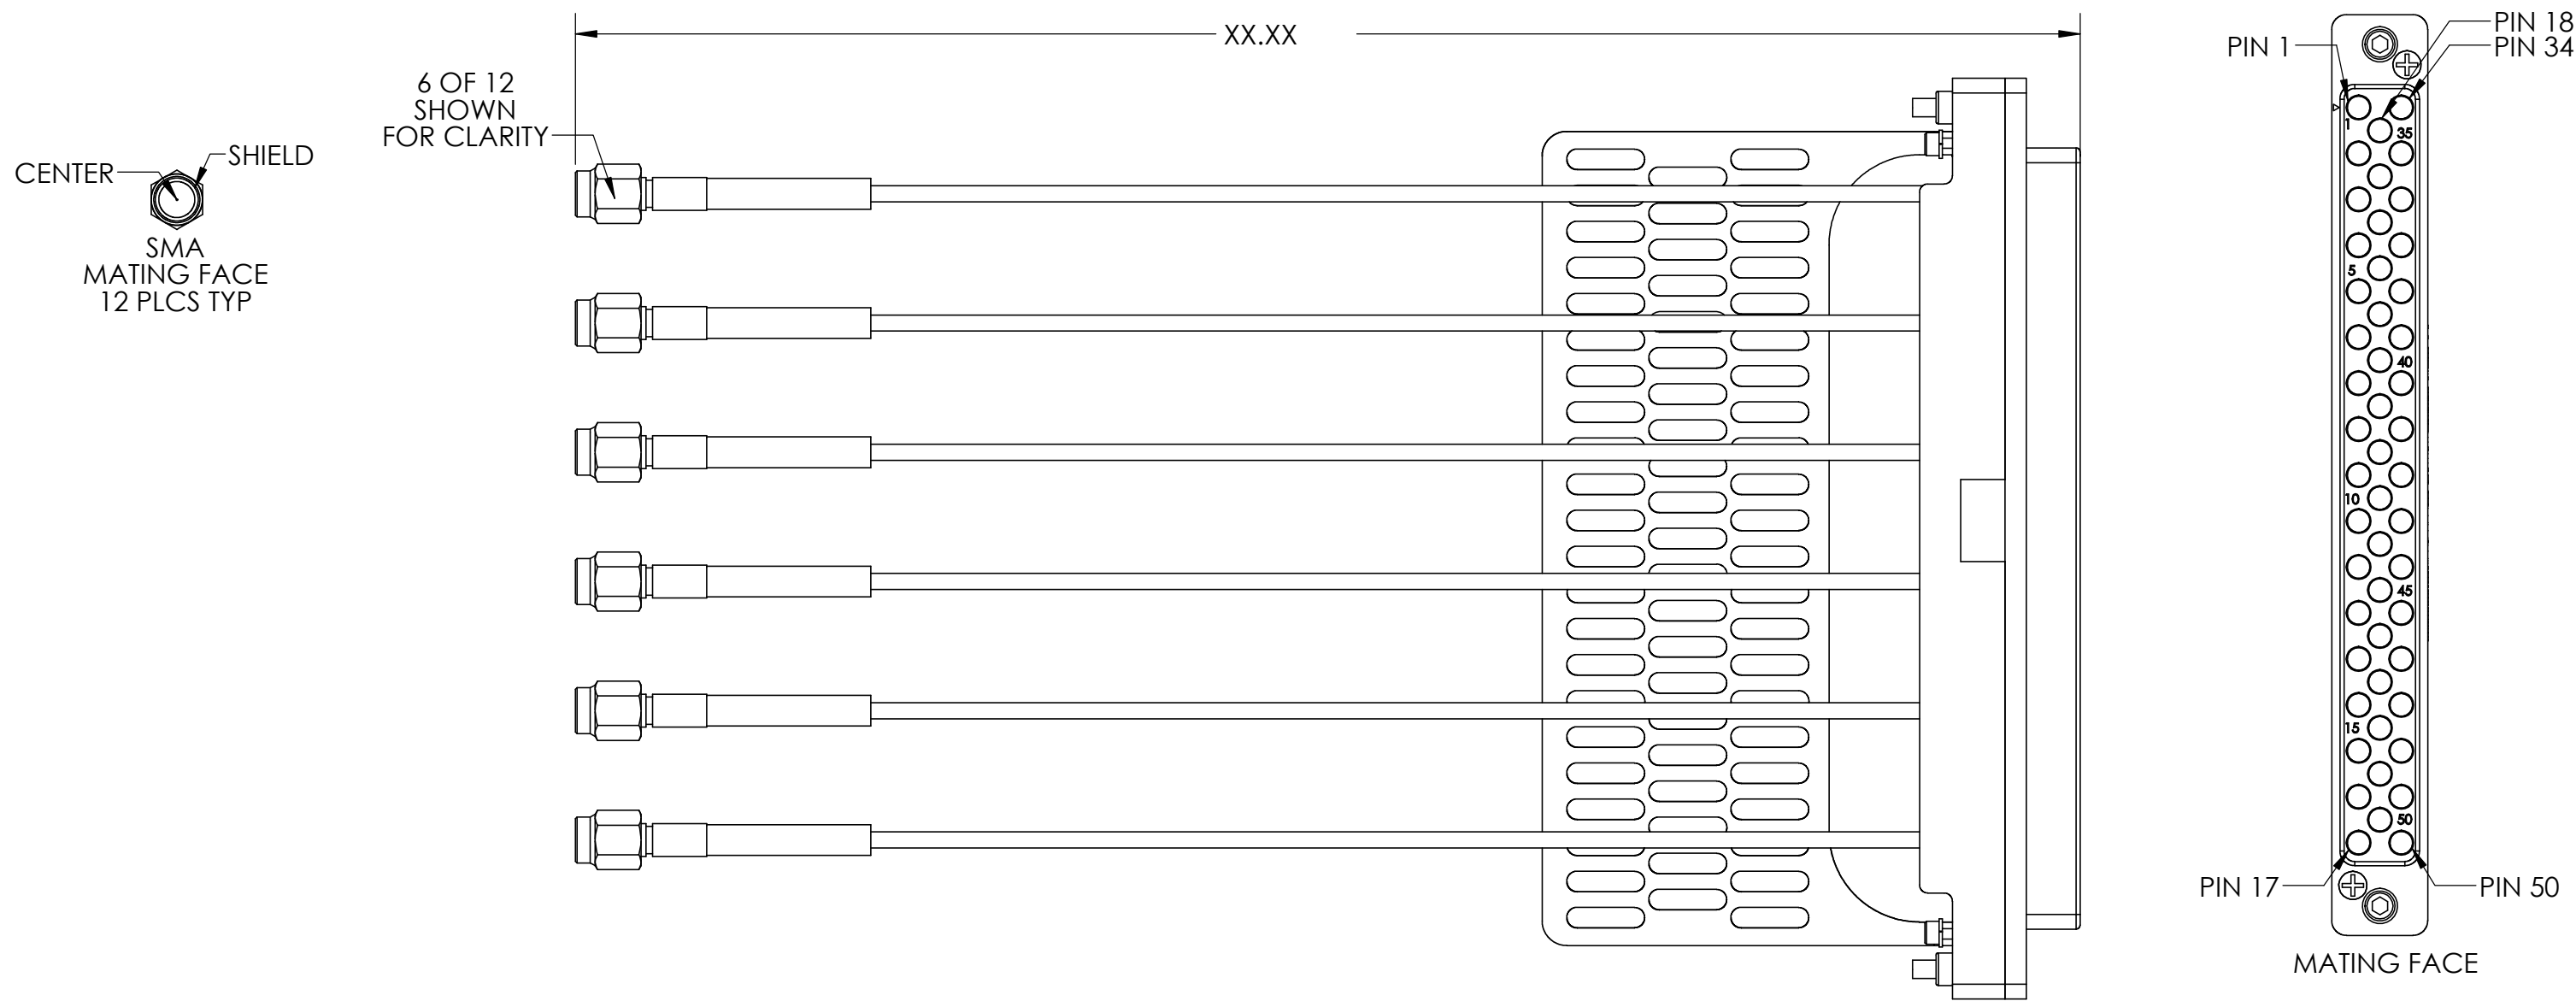 XX.XX
6 OF 12
SHOWN
FOR CLARITY
CENTER
SHIELD
SMA
MATING FACE
12 PLCS TYP
PIN 18
PIN 1
PIN 34
1
35
5
40
10
45
15
50
PIN 17
PIN 50
MATING FACE